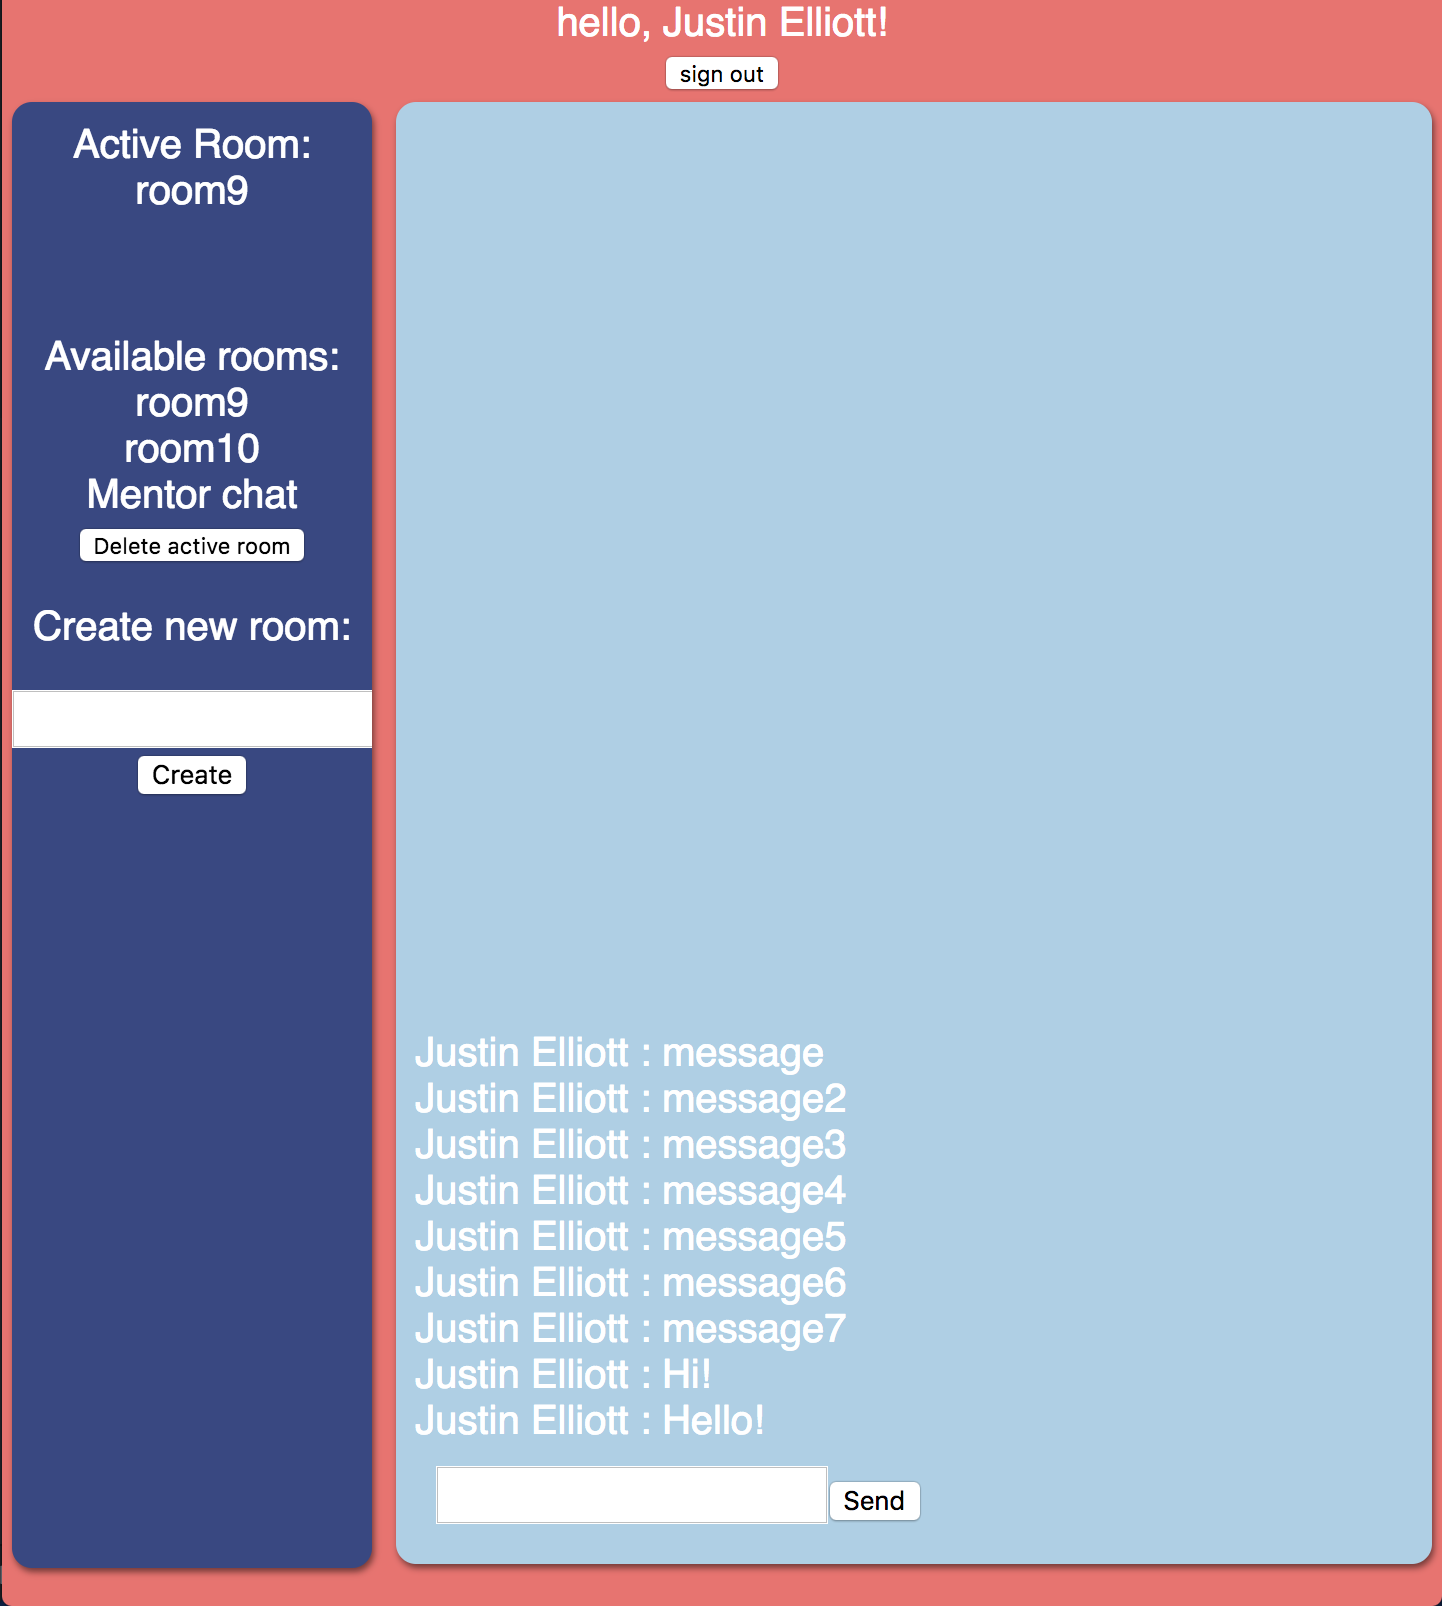 hello, Justin Elliott!
sign out
Active Room:
room9
Available rooms:
room9
room10
Mentor chat
Delete active room
Create new room:
Create
Justin Elliott : message
Justin Elliott : message2
Justin Elliott : message3
Justin Elliott : message4
Justin Elliott : message5
Justin Elliott : message6
Justin Elliott : message7
Justin Elliott : Hi!
Justin Elliott : Hello!
Send